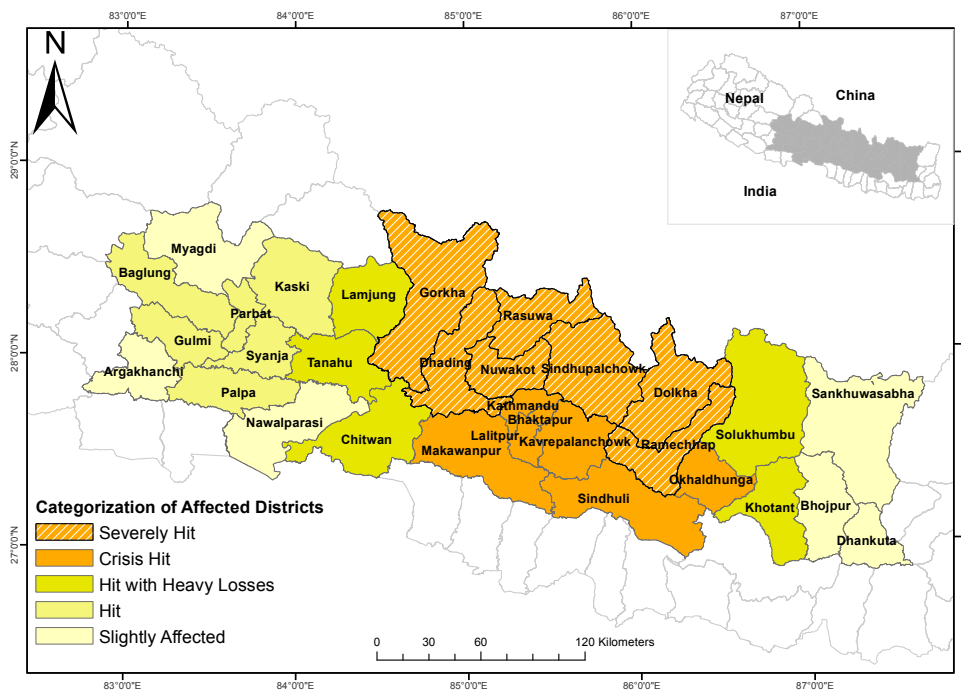 83°0'0"E 84°0'0"E 85°0'0"E 86°0'0"E 87°0'0"E
N
Nepal
China
India
29°0'0"N
28°0'0"N
27°0'0"N
Myagdi
Baglung
Kaski
Lamjung
Gorkha
Parbat
Rasuwa
Gulmi
Syanja
Tanahu
Dhading
Nuwakot
Sindhupalchowk
Argakhanchi
Palpa
Dolkha
Sankhuwasabha
Nawalparasi
Chitwan
Kathmandu
Bhaktapur
Lalitpur
Kavrepalanchowk
Makawanpur
Ramechhap
Solukhumbu
Okhaldhunga
Sindhuli
Khotant
Bhojpur
Dhankuta
Categorization of Affected Districts
Severely Hit
Crisis Hit
Hit with Heavy Losses
Hit
Slightly Affected
0 30 60 120 Kilometers
83°0'0"E 84°0'0"E 85°0'0"E 86°0'0"E 87°0'0"E